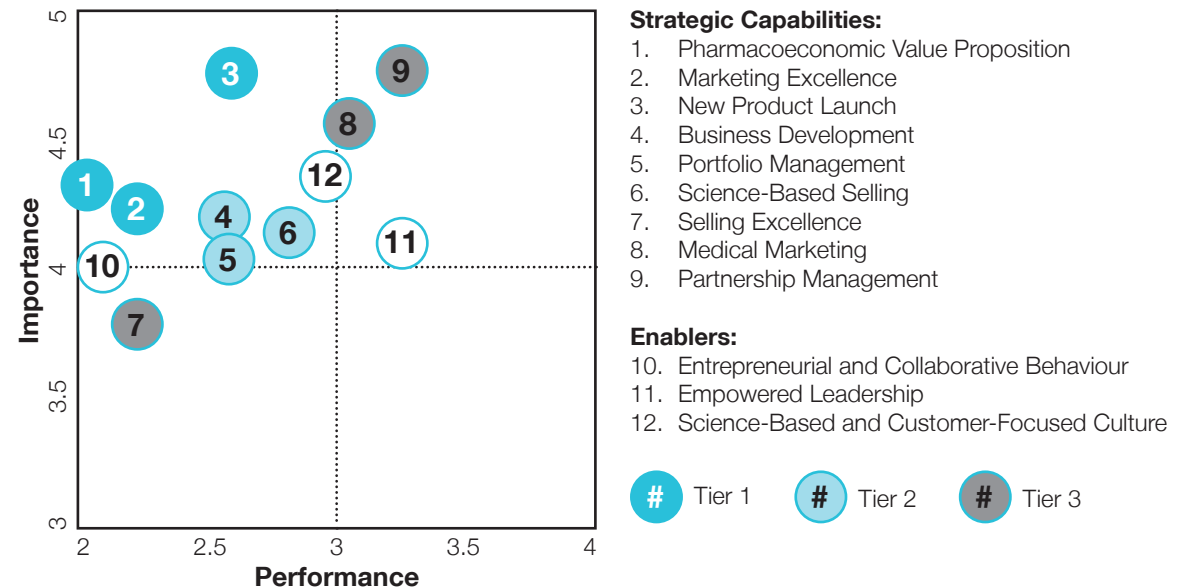 5
4.5
4
3.5
3
Importance
3
9
8
12
1
2
4
6
11
5
10
7
2
2.5
3
3.5
4
Performance
Strategic Capabilities:
1. Pharmacoeconomic Value Proposition
2. Marketing Excellence
3. New Product Launch
4. Business Development
5. Portfolio Management
6. Science-Based Selling
7. Selling Excellence
8. Medical Marketing
9. Partnership Management
Enablers:
10. Entrepreneurial and Collaborative Behaviour
11. Empowered Leadership
12. Science-Based and Customer-Focused Culture
# Tier 1
# Tier 2
# Tier 3